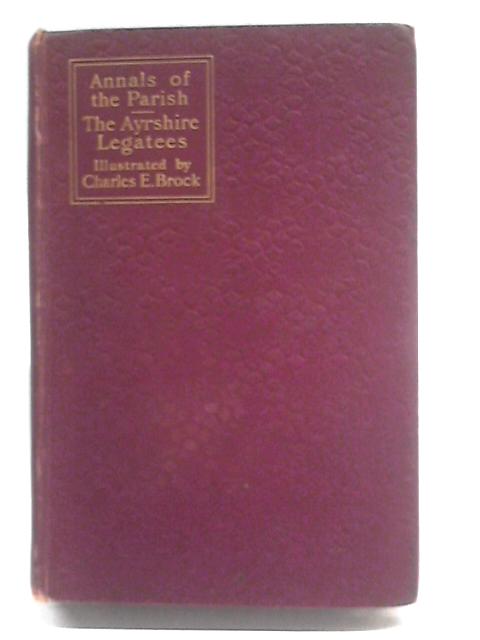 Annals of
the Parish
The Ayrshire
Legatees
Illustrated by
Charles E. Brock